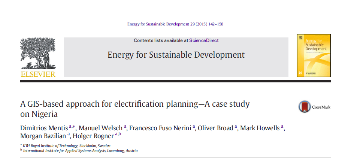 Energy for Sustainable Development 29 (2015) 142–151
Contents lists available at ScienceDirect
Energy for Sustainable Development
ELSEVIER
CrossMark
A GIS-based approach for electrification planning—A case study
on Nigeria
Dimitrios Mentis a,*, Manuel Welsch a, Francesco Fuso Nerini a, Oliver Broad a, Mark Howells a,
Morgan Bazilian a, Holger Rogner a,b
a KTH Royal Institute of Technology, Stockholm, Sweden
b International Institute for Applied Systems Analysis, Laxenburg, Austria